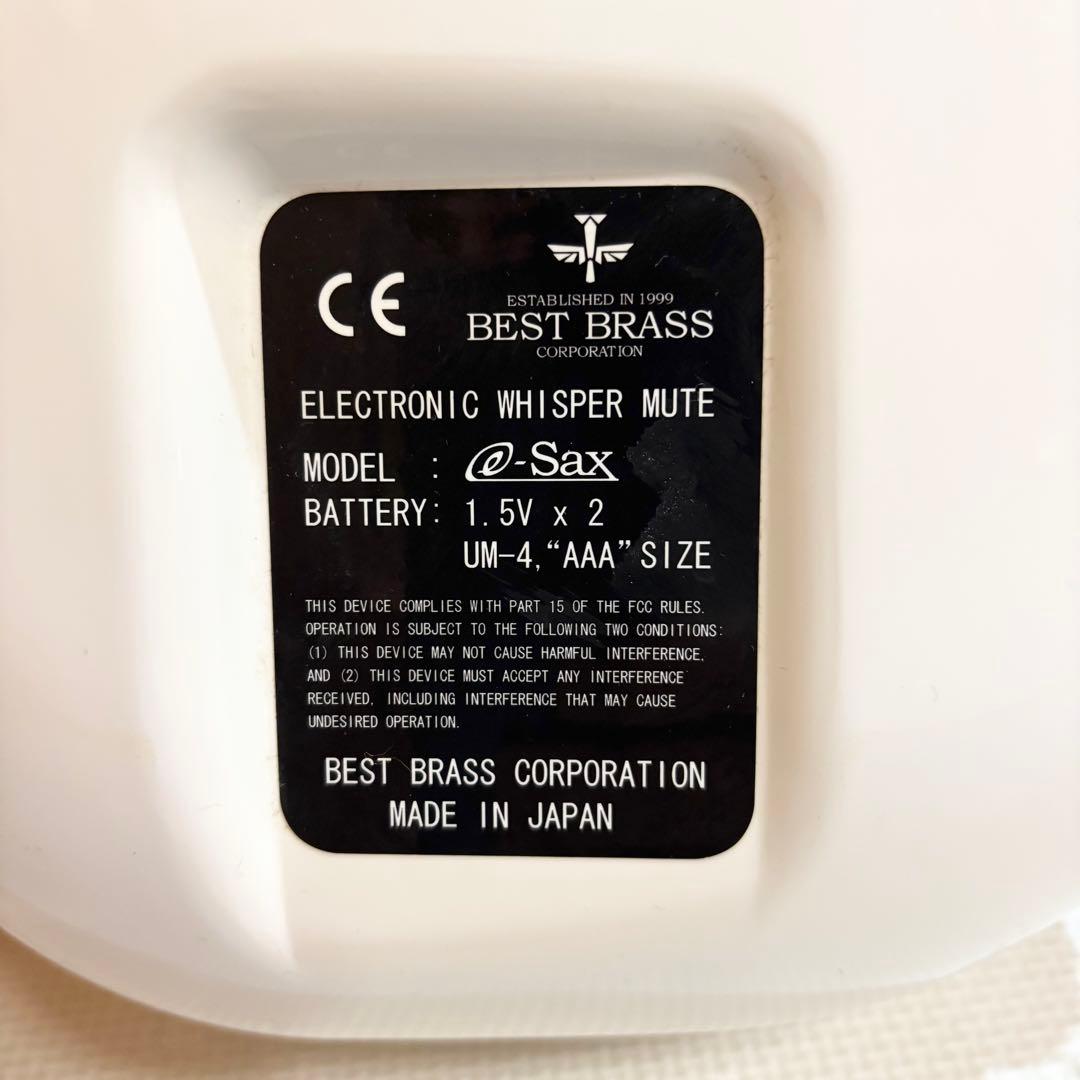 CE
ESTABLISHED IN 1999
BEST BRASS
CORPORATION
ELECTRONIC WHISPER MUTE
MODEL : e-Sax
BATTERY: 1.5V x 2
UM-4, “AAA” SIZE
THIS DEVICE COMPLIES WITH PART 15 OF THE FCC RULES.
OPERATION IS SUBJECT TO THE FOLLOWING TWO CONDITIONS:
(1) THIS DEVICE MAY NOT CAUSE HARMFUL INTERFERENCE,
AND (2) THIS DEVICE MUST ACCEPT ANY INTERFERENCE
RECEIVED, INCLUDING INTERFERENCE THAT MAY CAUSE
UNDESIRED OPERATION.
BEST BRASS CORPORATION
MADE IN JAPAN